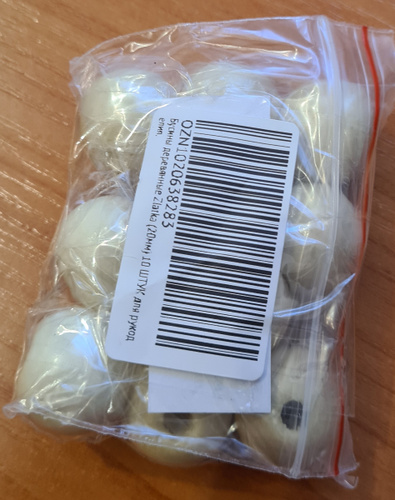 OZN1020638283
Бусины деревянные Zlatka (20мм) 10 ШТУК, для рукод
елия.